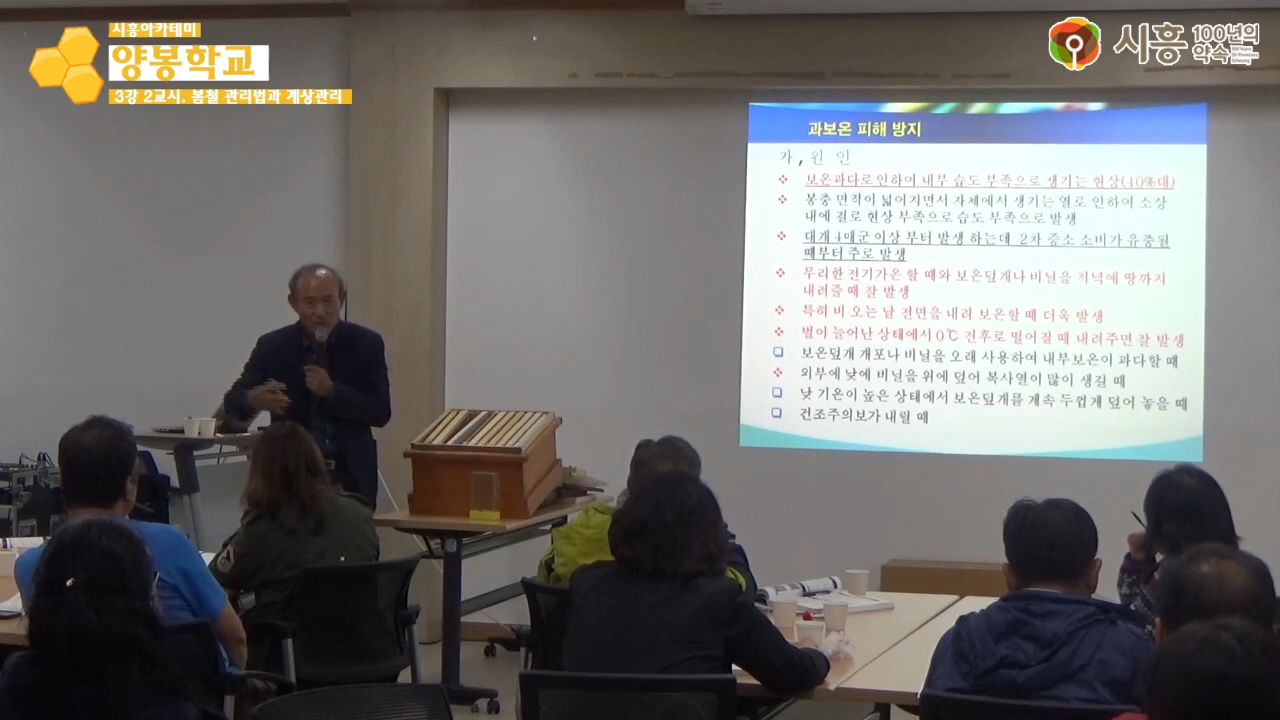 시흥아카데미
양봉학교
3강 2교시. 봄철 관리법과 계상관리
시흥 100년의 약속
과보온 피해 방지
가, 원 인
보온과다로 인하여 내부 습도 부족으로 생기는 현상(40%대)
봉충 면적이 넓어지면서 자체에서 생기는 열로 인하여 소상
내에 결로 현상 부족으로 습도 부족으로 발생
대개 4매군 이상 부터 발생 하는데 2차 증소 소비가 유충될
때부터 주로 발생
무리한 전기가온 할 때와 보온덮개나 비닐을 저녁에 땅까지
내려줄 때 잘 발생
특히 비 오는 날 전면을 내려 보온할 때 더욱 발생
벌이 늘어난 상태에서 0℃ 전후로 떨어질 때 내려주면 잘 발생
보온덮개 개포나 비닐을 오래 사용하여 내부보온이 과다할 때
외부에 낮에 비닐을 위에 덮어 복사열이 많이 생길 때
낮 기온이 높은 상태에서 보온덮개를 계속 두껍게 덮어 놓을 때
건조주의보가 내릴 때